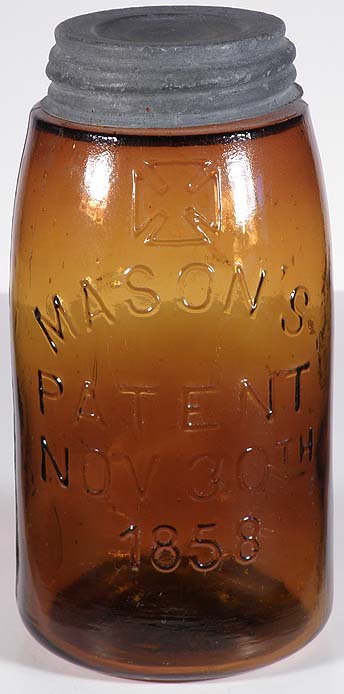 MASON'S
PATENT
NOV 30TH
1858